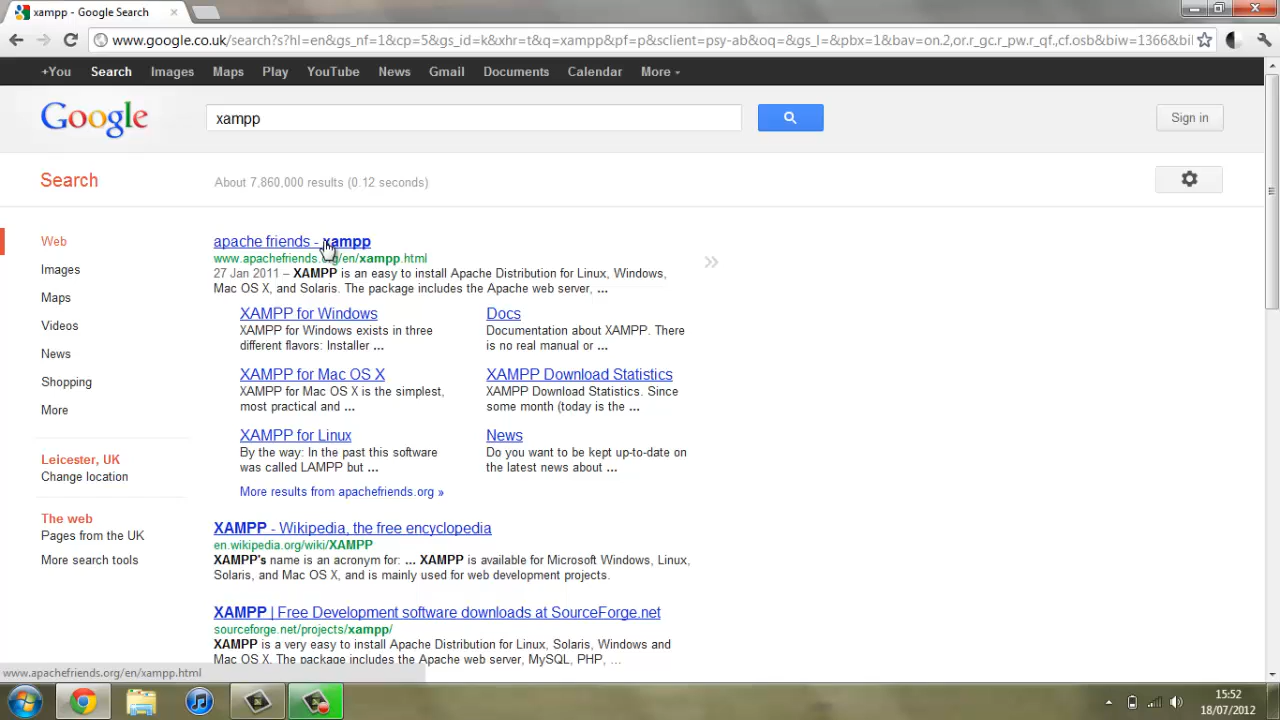 xampp - Google Search
www.google.co.uk/search?s?hl=en&gs_nf=1&cp=5&gs_id=k&xhr=t&q=xampp&pf=p&sclient=psy-ab&oq=&gs_l=&pbx=1&bav=on.2,or.r_gc.r_pw.r_qf.,cf.osb&biw=1366&bil
+You Search Images Maps Play YouTube News Gmail Documents Calendar More
Google
xampp
Sign in
Search
About 7,860,000 results (0.12 seconds)
Web
Images
Maps
Videos
News
Shopping
More
Leicester, UK
Change location
The web
Pages from the UK
More search tools
apache friends - xampp
www.apachefriends.org/en/xampp.html
27 Jan 2011 – XAMPP is an easy to install Apache Distribution for Linux, Windows,
Mac OS X, and Solaris. The package includes the Apache web server, ...
XAMPP for Windows
XAMPP for Windows exists in three
different flavors: Installer ...
Docs
Documentation about XAMPP. There
is no real manual or ...
XAMPP for Mac OS X
XAMPP for Mac OS X is the simplest,
most practical and ...
XAMPP Download Statistics
XAMPP Download Statistics. Since
some month (today is the ...
XAMPP for Linux
By the way: In the past this software
was called LAMPP but ...
News
Do you want to be kept up-to-date on
the latest news about ...
More results from apachefriends.org »
XAMPP - Wikipedia, the free encyclopedia
en.wikipedia.org/wiki/XAMPP
XAMPP's name is an acronym for: ... XAMPP is available for Microsoft Windows, Linux,
Solaris, and Mac OS X, and is mainly used for web development projects.
XAMPP | Free Development software downloads at SourceForge.net
sourceforge.net/projects/xampp/
XAMPP is a very easy to install Apache Distribution for Linux, Solaris, Windows and
Mac OS X. The package includes the Apache web server, MySQL, PHP, ...
www.apachefriends.org/en/xampp.html
15:52
18/07/2012